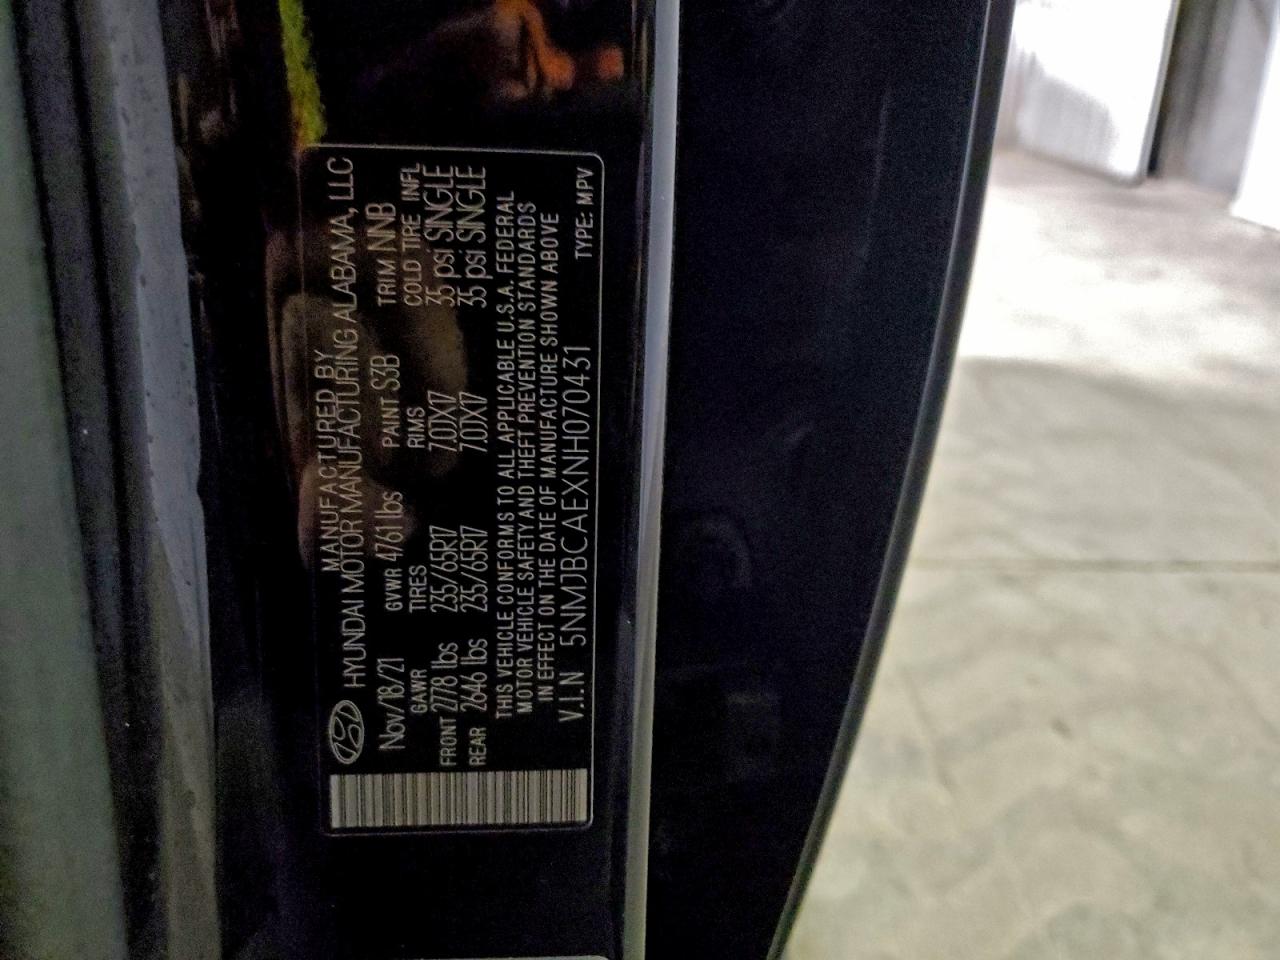 MANUFACTURED BY
HYUNDAI MOTOR MANUFACTURING ALABAMA, LLC
Nov/18/21 GVWR 4761 lbs PAINT S3B TRIM NNB
GAWR TIRES RIMS COLD TIRE INFL
FRONT 2778 lbs 235/65R17 7.0JX17 35 psi SINGLE
REAR 2646 lbs 235/65R17 7.0JX17 35 psi SINGLE
THIS VEHICLE CONFORMS TO ALL APPLICABLE U.S.A. FEDERAL
MOTOR VEHICLE SAFETY AND THEFT PREVENTION STANDARDS
IN EFFECT ON THE DATE OF MANUFACTURE SHOWN ABOVE
V.I.N 5NMJBCAEXNH070431 TYPE: MPV